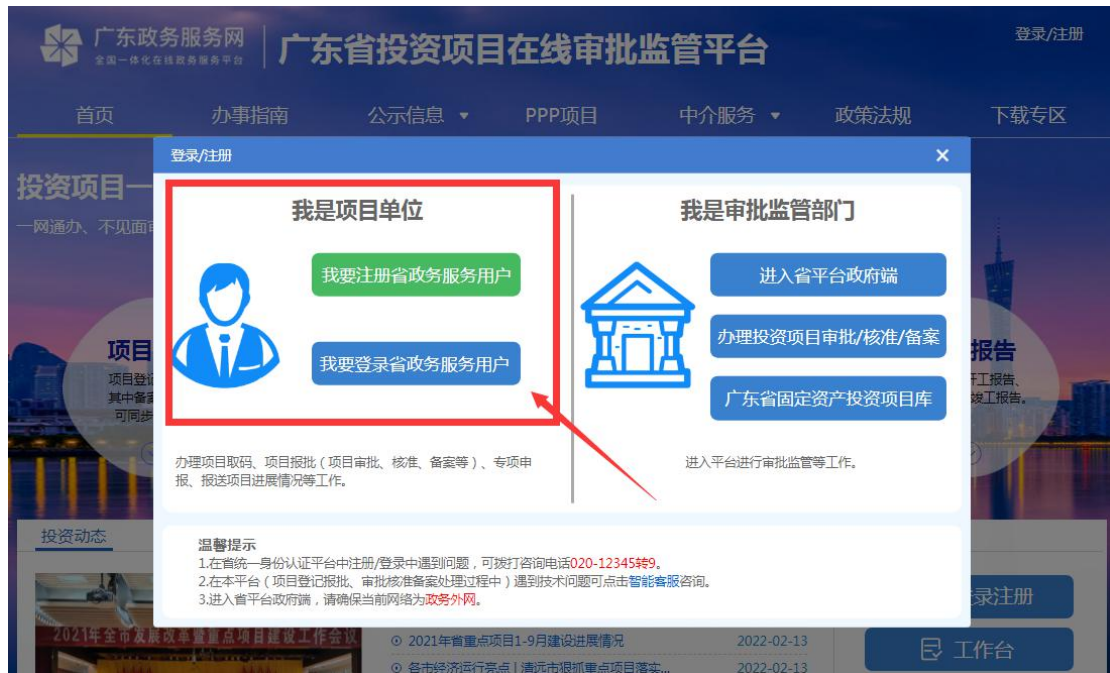 广东政务服务网
全国一体化在线政务服务平台
广东省投资项目在线审批监管平台
登录/注册
首页
办事指南
公示信息
PPP项目
中介服务
政策法规
下载专区
登录/注册
投资项目一
一网通办、不见面
我是项目单位
我是审批监管部门
我要注册省政务服务用户
进入省平台政府端
我要登录省政务服务用户
办理投资项目审批/核准/备案
广东省固定资产投资项目库
项目
项目登
其中备
可同步
报告
开工报告、
竣工报告。
办理项目取码、项目报批(项目审批、核准、备案等)、专项申
报、报送项目进展情况等工作。
进入平台进行审批监管等工作。
温馨提示
1.在省统一身份认证平台中注册/登录中遇到问题,可拨打咨询电话020-12345转9。
2.在本平台(项目登记报批、审批核准备案处理过程中)遇到技术问题可点击智能客服咨询。
3.进入省平台政府端,请确保当前网络为政务外网。
投资动态
录注册
2021年全市发展改革暨重点项目建设工作会议
2021年省重点项目1-9月建设进展情况 2022-02-13
工作台
各市经济运行亮点 | 清远市狠抓重点项目落实... 2022-02-13